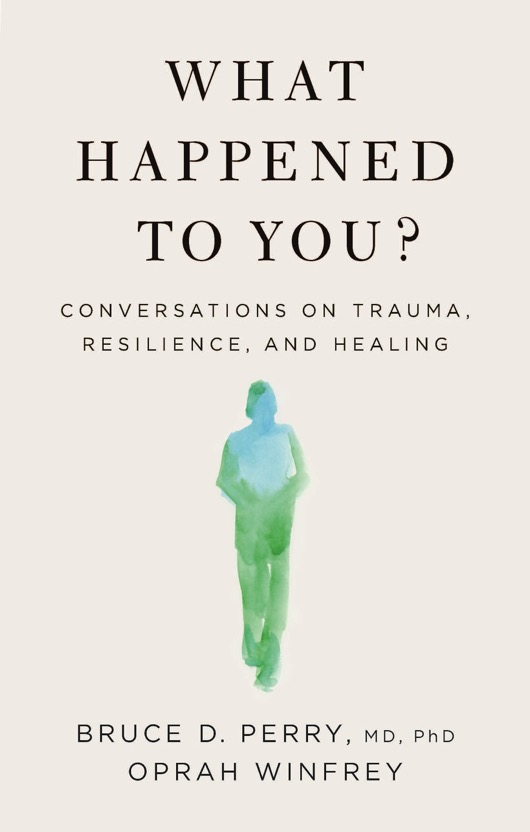 WHAT
HAPPENED
TO YOU?
CONVERSATIONS ON TRAUMA,
RESILIENCE, AND HEALING
BRUCE D. PERRY, MD, PhD
OPRAH WINFREY